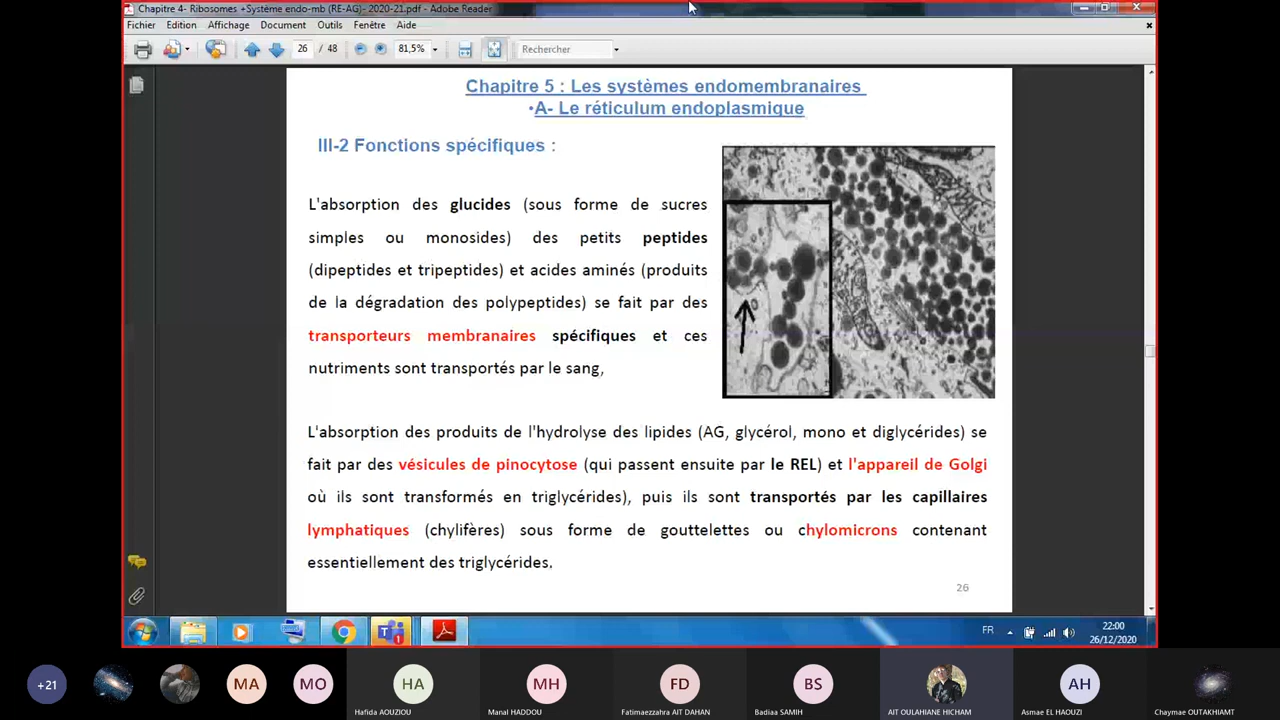 Chapitre 4- Ribosomes +Système endo-mb (RE-AG)- 2020-21.pdf - Adobe Reader
Fichier Edition Affichage Document Outils Fenêtre Aide
26 / 48 81,5% Rechercher
Chapitre 5 : Les systèmes endomembranaires
•A- Le réticulum endoplasmique
III-2 Fonctions spécifiques :
L'absorption des glucides (sous forme de sucres
simples ou monosides) des petits peptides
(dipeptides et tripeptides) et acides aminés (produits
de la dégradation des polypeptides) se fait par des
transporteurs membranaires spécifiques et ces
nutriments sont transportés par le sang,
L'absorption des produits de l'hydrolyse des lipides (AG, glycérol, mono et diglycérides) se
fait par des vésicules de pinocytose (qui passent ensuite par le REL) et l'appareil de Golgi
où ils sont transformés en triglycérides), puis ils sont transportés par les capillaires
lymphatiques (chylifères) sous forme de gouttelettes ou chylomicrons contenant
essentiellement des triglycérides.
26
FR 22:00
26/12/2020
+21 MA MO HA MH FD BS AH
Hafida AOUZIOU Manal HADDOU Fatimaezzahra AIT DAHAN Badiaa SAMIH AIT OULAHIANE HICHAM Asmae EL HAOUZI Chaymae OUTAKHIAMT